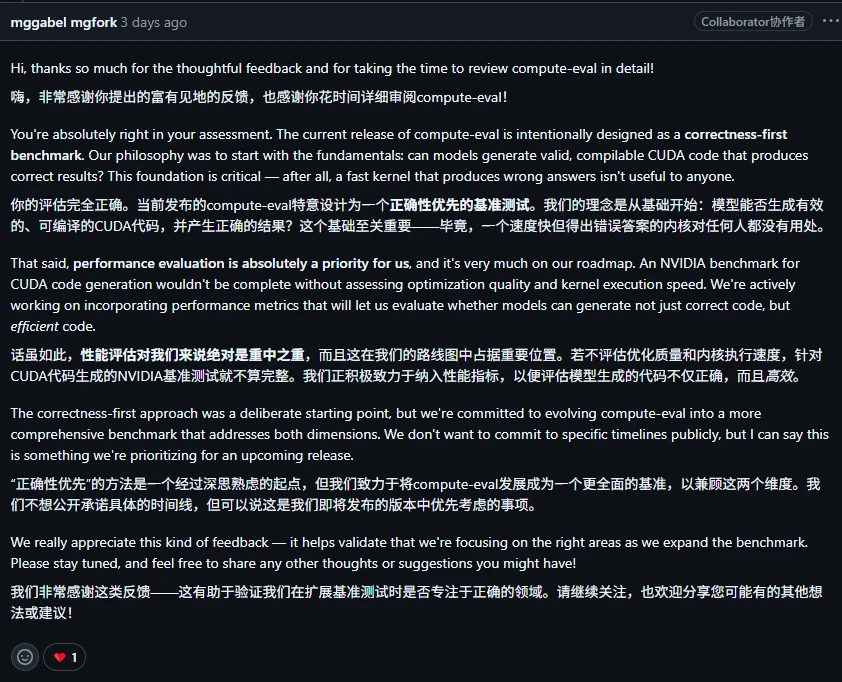 mggabel mgfork 3 days ago
Collaborator协作者
Hi, thanks so much for the thoughtful feedback and for taking the time to review compute-eval in detail!
嗨，非常感谢你提出的富有见地的反馈，也感谢你花时间详细审阅compute-eval！
You're absolutely right in your assessment. The current release of compute-eval is intentionally designed as a correctness-first
benchmark. Our philosophy was to start with the fundamentals: can models generate valid, compilable CUDA code that produces
correct results? This foundation is critical — after all, a fast kernel that produces wrong answers isn't useful to anyone.
你的评估完全正确。当前发布的compute-eval特意设计为一个正确性优先的基准测试。我们的理念是从基础开始：模型能否生成有效
的、可编译的CUDA代码，并产生正确的结果？这个基础至关重要——毕竟，一个速度快但得出错误答案的内核对任何人都没有用处。
That said, performance evaluation is absolutely a priority for us, and it's very much on our roadmap. An NVIDIA benchmark for
CUDA code generation wouldn't be complete without assessing optimization quality and kernel execution speed. We're actively
working on incorporating performance metrics that will let us evaluate whether models can generate not just correct code, but
efficient code.
话虽如此，性能评估对我们来说绝对是重中之重，而且这在我们的路线图中占据重要位置。若不评估优化质量和内核执行速度，针对
CUDA代码生成的NVIDIA基准测试就不算完整。我们正积极致力于纳入性能指标，以便评估模型生成的代码不仅正确，而且高效。
The correctness-first approach was a deliberate starting point, but we're committed to evolving compute-eval into a more
comprehensive benchmark that addresses both dimensions. We don't want to commit to specific timelines publicly, but I can say this
is something we're prioritizing for an upcoming release.
“正确性优先”的方法是一个经过深思熟虑的起点，但我们致力于将compute-eval发展成为一个更全面的基准，以兼顾这两个维度。我
们不想公开承诺具体的时间线，但可以说这是我们即将发布的版本中优先考虑的事项。
We really appreciate this kind of feedback — it helps validate that we're focusing on the right areas as we expand the benchmark.
Please stay tuned, and feel free to share any other thoughts or suggestions you might have!
我们非常感谢这类反馈——这有助于验证我们在扩展基准测试时是否专注于正确的领域。请继续关注，也欢迎分享您可能有的其他想
法或建议！
1